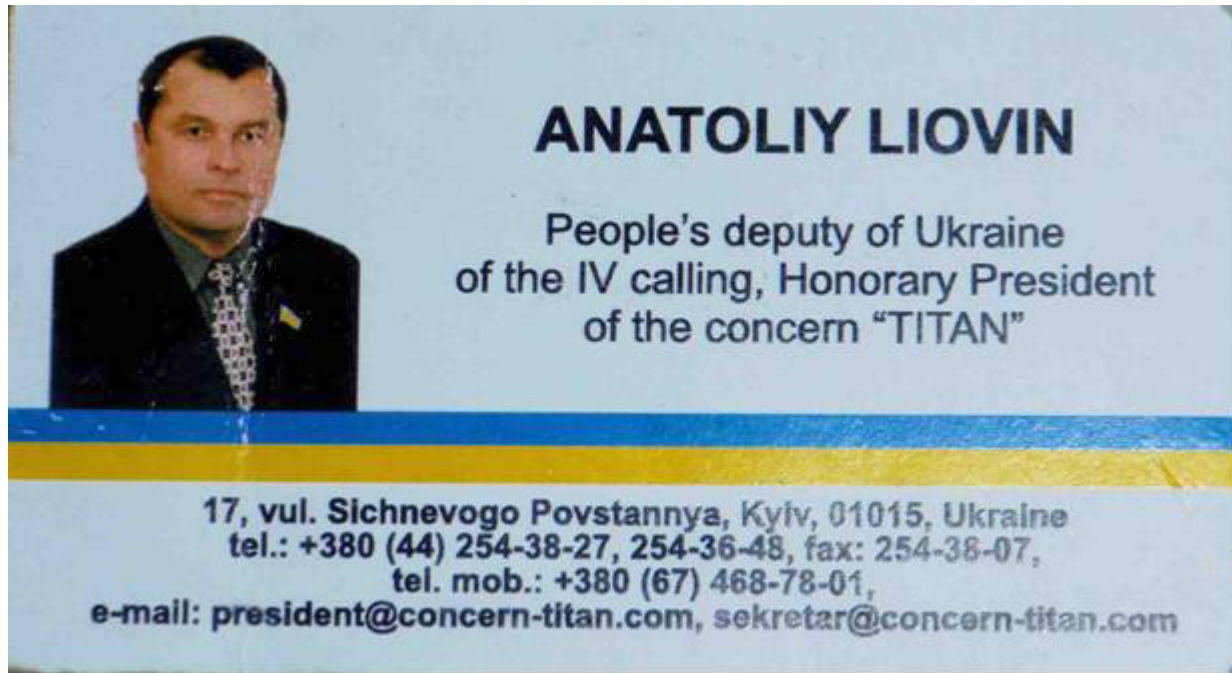 ANATOLIY LIOVIN
People's deputy of Ukraine
of the IV calling, Honorary President
of the concern “TITAN”
17, vul. Sichnevogo Povstannya, Kyiv, 01015, Ukraine
tel.: +380 (44) 254-38-27, 254-36-48, fax: 254-38-07,
tel. mob.: +380 (67) 468-78-01,
e-mail: president@concern-titan.com, sekretar@concern-titan.com